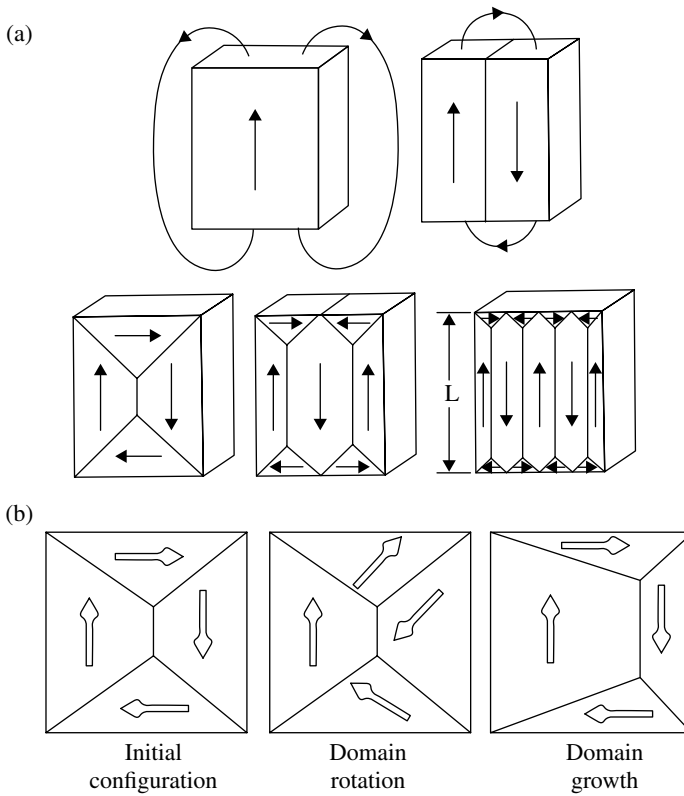 (a)
L
(b)
Initial
configuration
Domain
rotation
Domain
growth